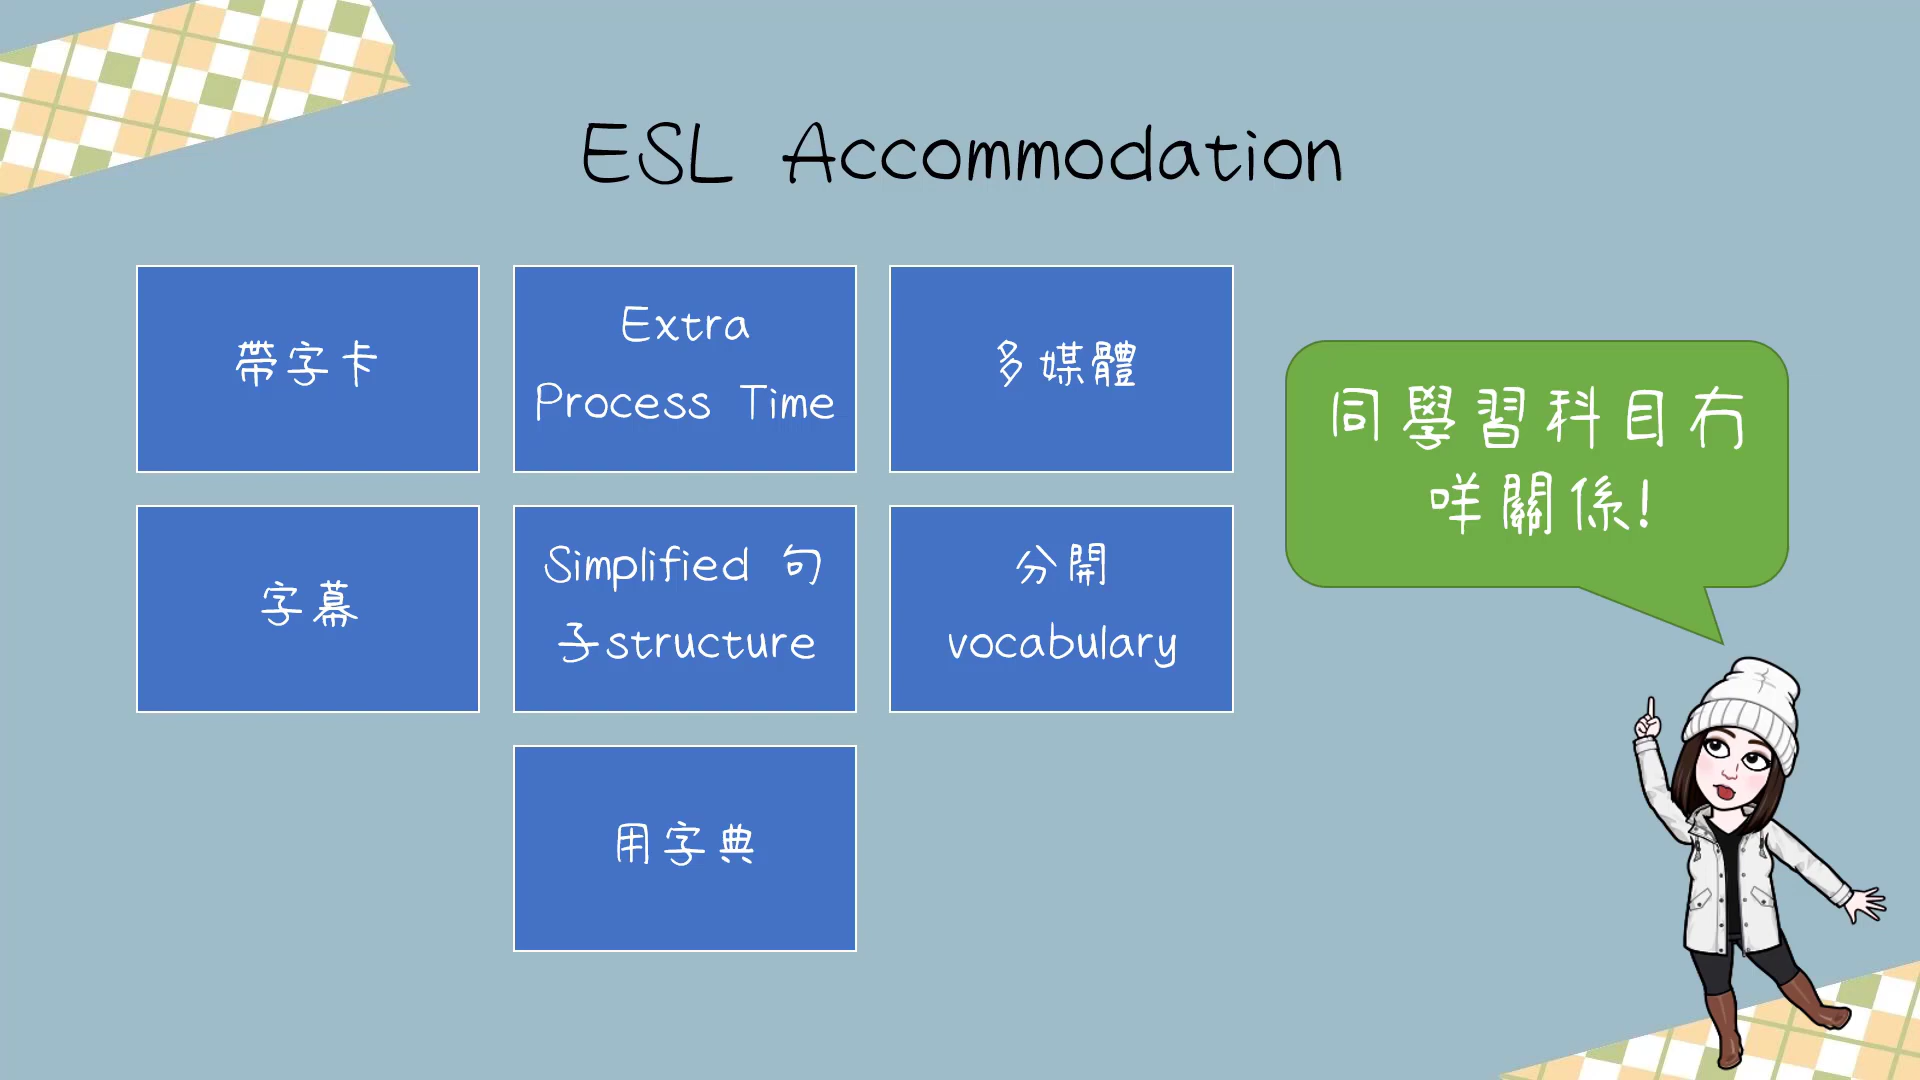 ESL Accommodation
帶字卡
Extra
Process Time
多媒體
字幕
Simplified 句
子structure
分開
vocabulary
用字典
同學習科目冇
咩關係!